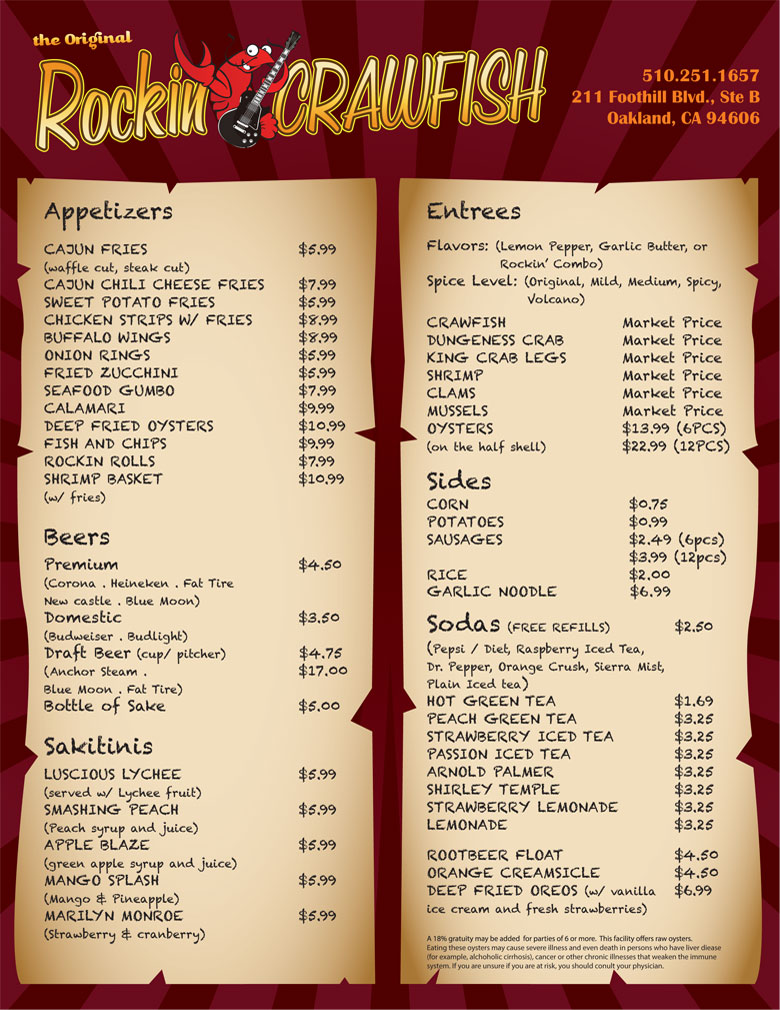 the Original
Rockin CRAWFISH
510.251.1657
211 Foothill Blvd., Ste B
Oakland, CA 94606
Appetizers
CAJUN FRIES $5.99
(waffle cut, steak cut)
CAJUN CHILI CHEESE FRIES $7.99
SWEET POTATO FRIES $5.99
CHICKEN STRIPS W/ FRIES $8.99
BUFFALO WINGS $8.99
ONION RINGS $5.99
FRIED ZUCCHINI $5.99
SEAFOOD GUMBO $7.99
CALAMARI $9.99
DEEP FRIED OYSTERS $10.99
FISH AND CHIPS $9.99
ROCKIN ROLLS $7.99
SHRIMP BASKET $10.99
(w/ fries)
Beers
Premium $4.50
(Corona . Heineken . Fat Tire
New castle . Blue Moon)
Domestic $3.50
(Budweiser . Budlight)
Draft Beer (cup/ pitcher) $4.75
(Anchor Steam . $17.00
Blue Moon . Fat Tire)
Bottle of Sake $5.00
Sakitinis
LUSCIOUS LYCHEE $5.99
(served w/ Lychee fruit)
SMASHING PEACH $5.99
(Peach syrup and juice)
APPLE BLAZE $5.99
(green apple syrup and juice)
MANGO SPLASH $5.99
(Mango & Pineapple)
MARILYN MONROE $5.99
(Strawberry & cranberry)
Entrees
Flavors: (Lemon Pepper, Garlic Butter, or
Rockin' Combo)
Spice Level: (Original, Mild, Medium, Spicy,
Volcano)
CRAWFISH Market Price
DUNGENESS CRAB Market Price
KING CRAB LEGS Market Price
SHRIMP Market Price
CLAMS Market Price
MUSSELS Market Price
OYSTERS $13.99 (6PCS)
(on the half shell) $22.99 (12PCS)
Sides
CORN $0.75
POTATOES $0.99
SAUSAGES $2.49 (6pcs)
$3.99 (12pcs)
RICE $2.00
GARLIC NOODLE $6.99
Sodas (FREE REFILLS) $2.50
(Pepsi / Diet, Raspberry Iced Tea,
Dr. Pepper, Orange Crush, Sierra Mist,
Plain Iced tea)
HOT GREEN TEA $1.69
PEACH GREEN TEA $3.25
STRAWBERRY ICED TEA $3.25
PASSION ICED TEA $3.25
ARNOLD PALMER $3.25
SHIRLEY TEMPLE $3.25
STRAWBERRY LEMONADE $3.25
LEMONADE $3.25
ROOTBEER FLOAT $4.50
ORANGE CREAMSICLE $4.50
DEEP FRIED OREOS (w/ vanilla $6.99
ice cream and fresh strawberries)
A 18% gratuity may be added for parties of 6 or more. This facility offers raw oysters.
Eating these oysters may cause severe illness and even death in persons who have liver diease
(for example, alchoholic cirrhosis), cancer or other chronic illnesses that weaken the immune
system. If you are unsure if you are at risk, you should conult your physician.